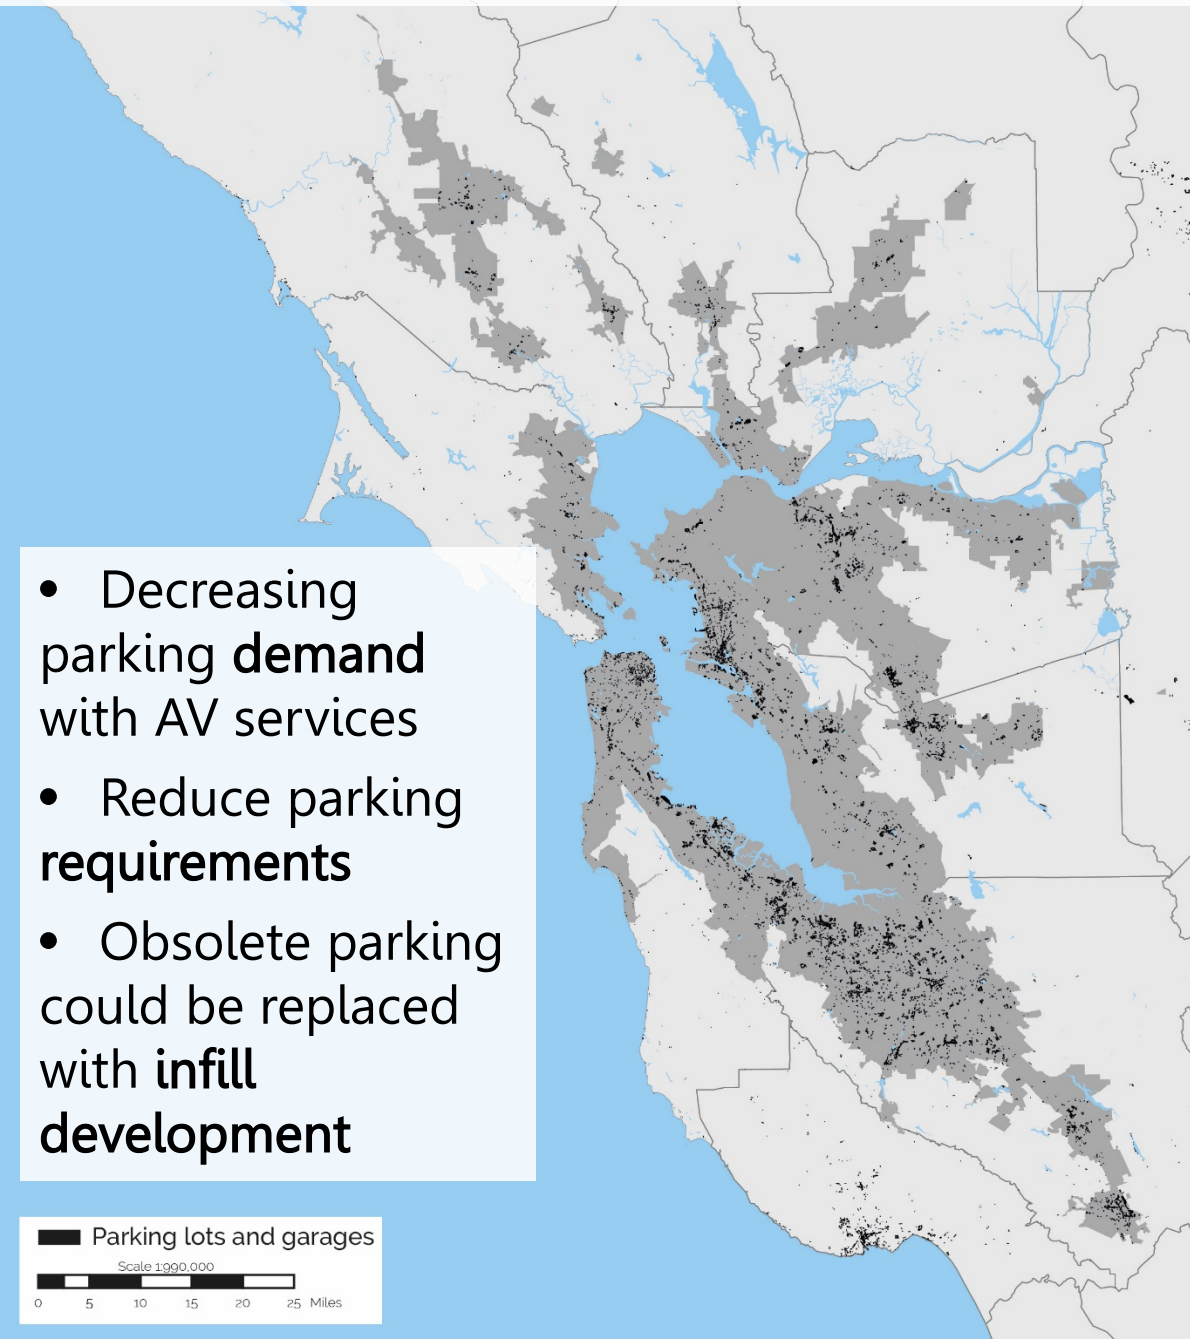 • Decreasing
parking demand
with AV services
• Reduce parking
requirements
• Obsolete parking
could be replaced
with infill
development
Parking lots and garages
Scale 1:990,000
0 5 10 15 20 25 Miles